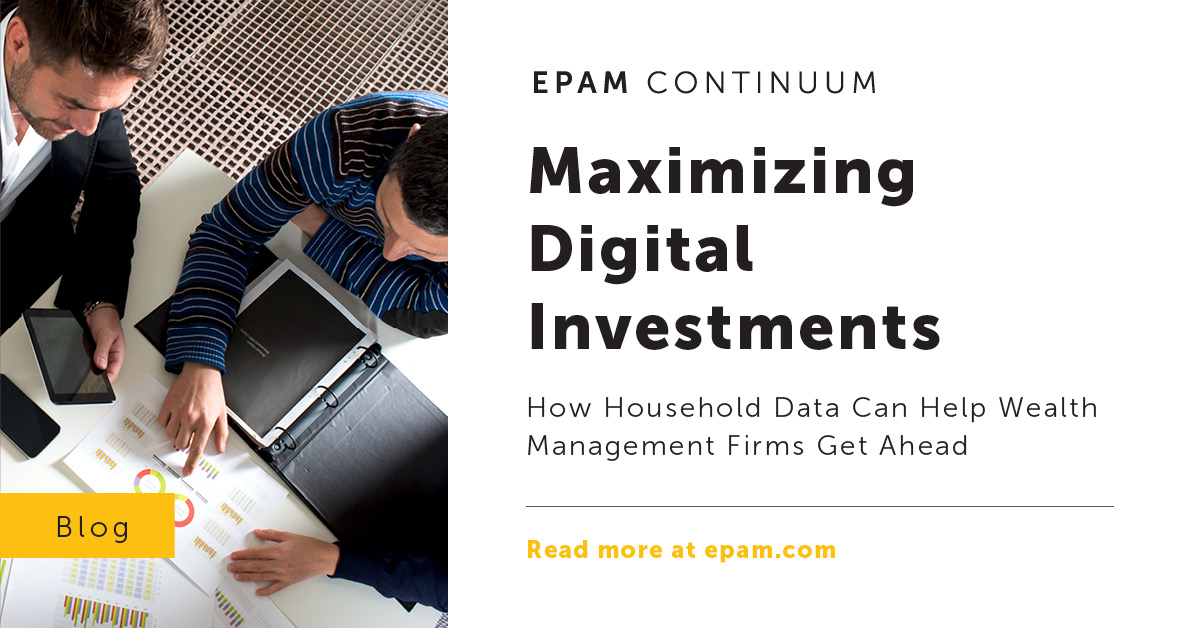 EPAM CONTINUUM
Maximizing
Digital
Investments
How Household Data Can Help Wealth
Management Firms Get Ahead
Read more at epam.com
Blog